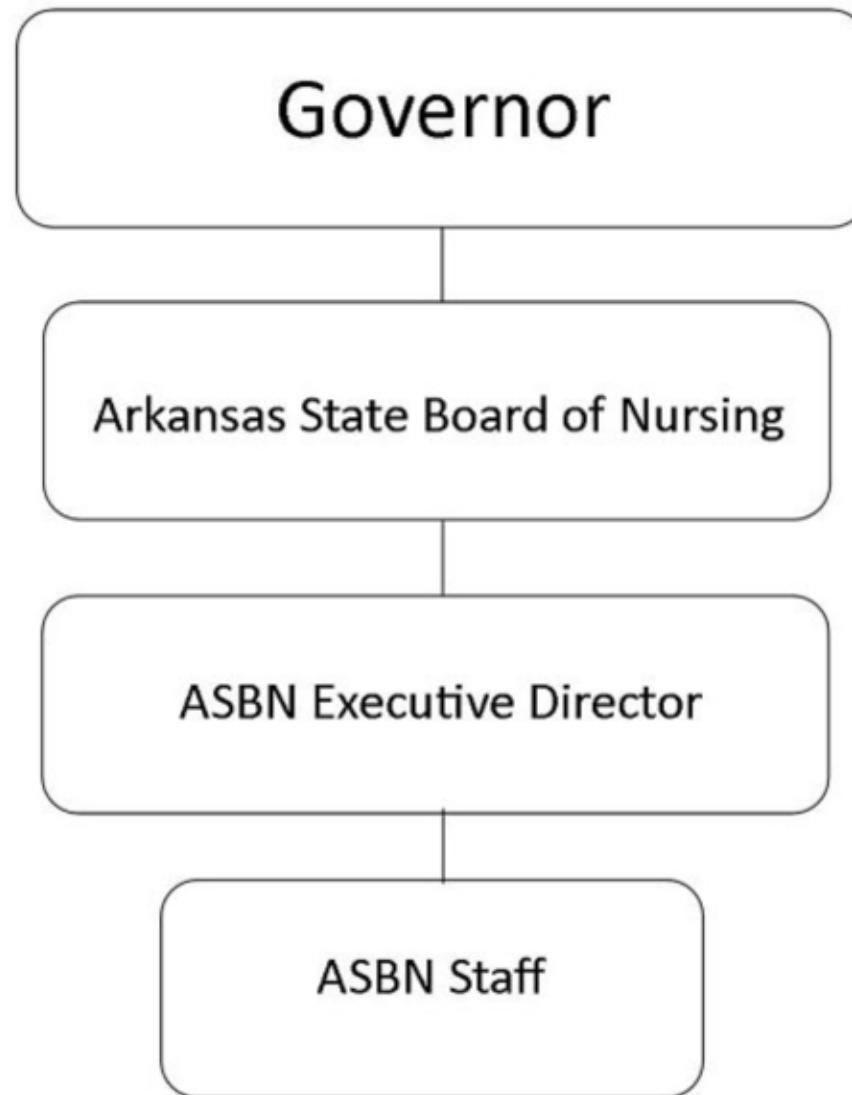 Governor
Arkansas State Board of Nursing
ASBN Executive Director
ASBN Staff